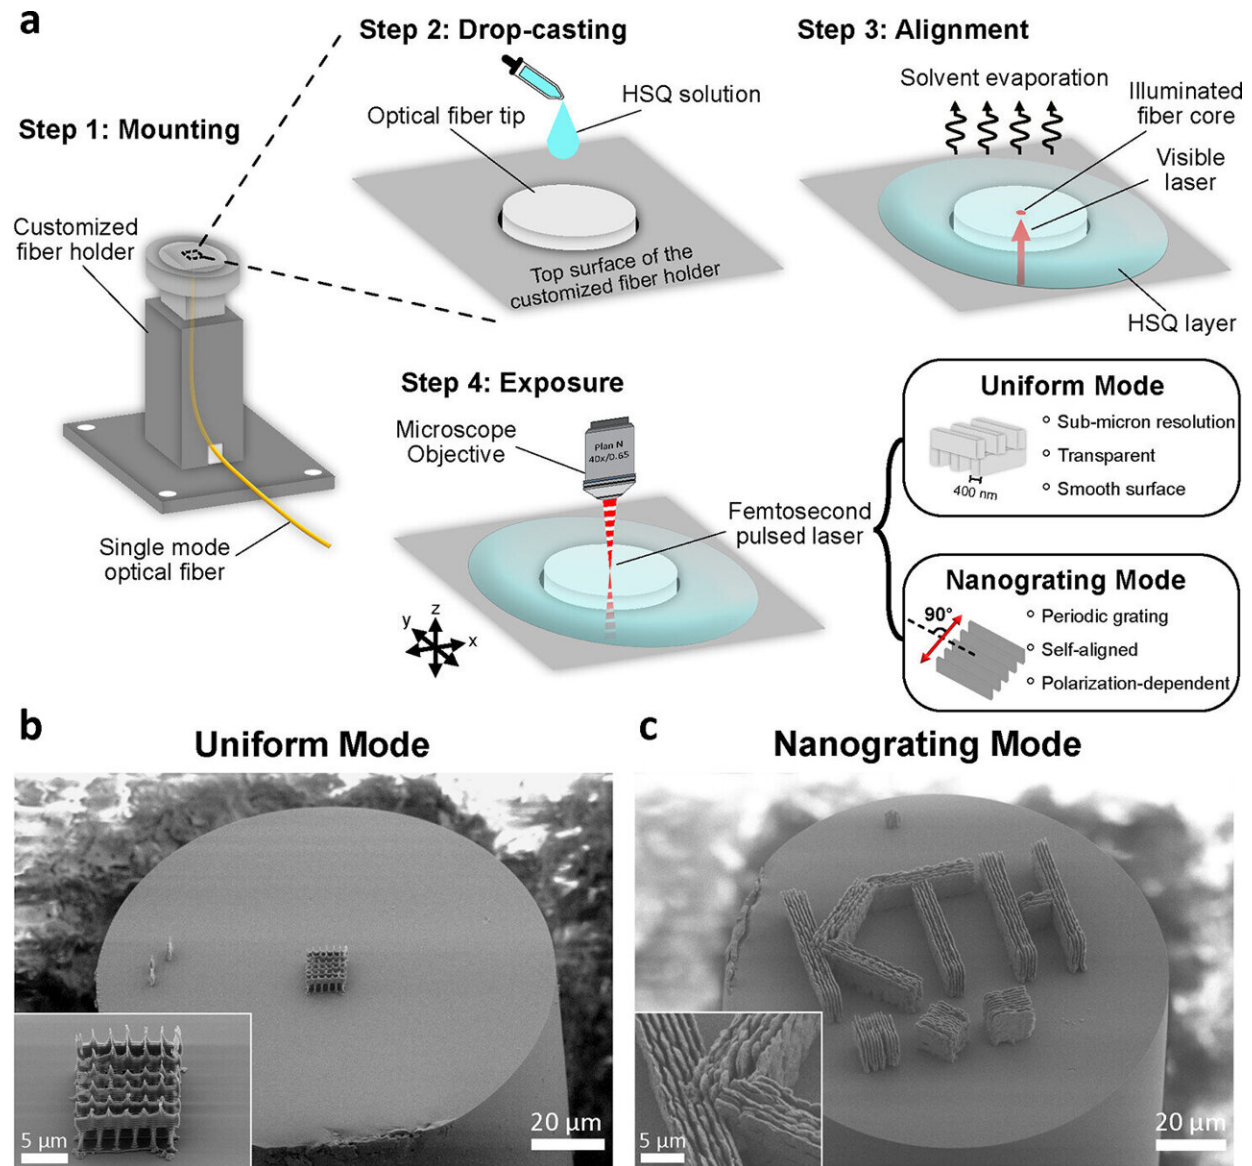 a
Step 1: Mounting
Customized
fiber holder
Single mode
optical fiber
Step 2: Drop-casting
HSQ solution
Optical fiber tip
Top surface of the
customized fiber holder
Step 3: Alignment
Solvent evaporation
Illuminated
fiber core
Visible
laser
HSQ layer
Step 4: Exposure
Microscope
Objective
Plan N
40x/0.65
Femtosecond
pulsed laser
z
y
x
Uniform Mode
Sub-micron resolution
Transparent
Smooth surface
400 nm
Nanograting Mode
90°
Periodic grating
Self-aligned
Polarization-dependent
b
Uniform Mode
5 µm
20 µm
c
Nanograting Mode
KTH
5 µm
20 µm